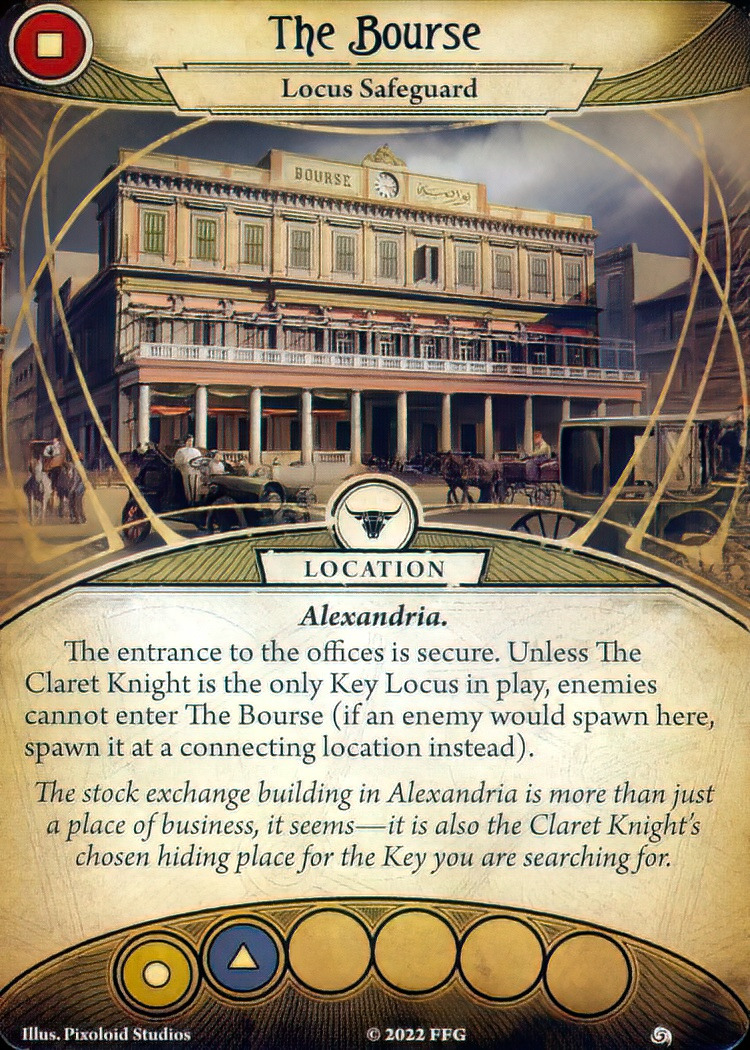 The Bourse
Locus Safeguard
BOURSE
LOCATION
Alexandria.
The entrance to the offices is secure. Unless The
Claret Knight is the only Key Locus in play, enemies
cannot enter The Bourse (if an enemy would spawn here,
spawn it at a connecting location instead).
The stock exchange building in Alexandria is more than just
a place of business, it seems—it is also the Claret Knight's
chosen hiding place for the Key you are searching for.
Illus. Pixoloid Studios
© 2022 FFG